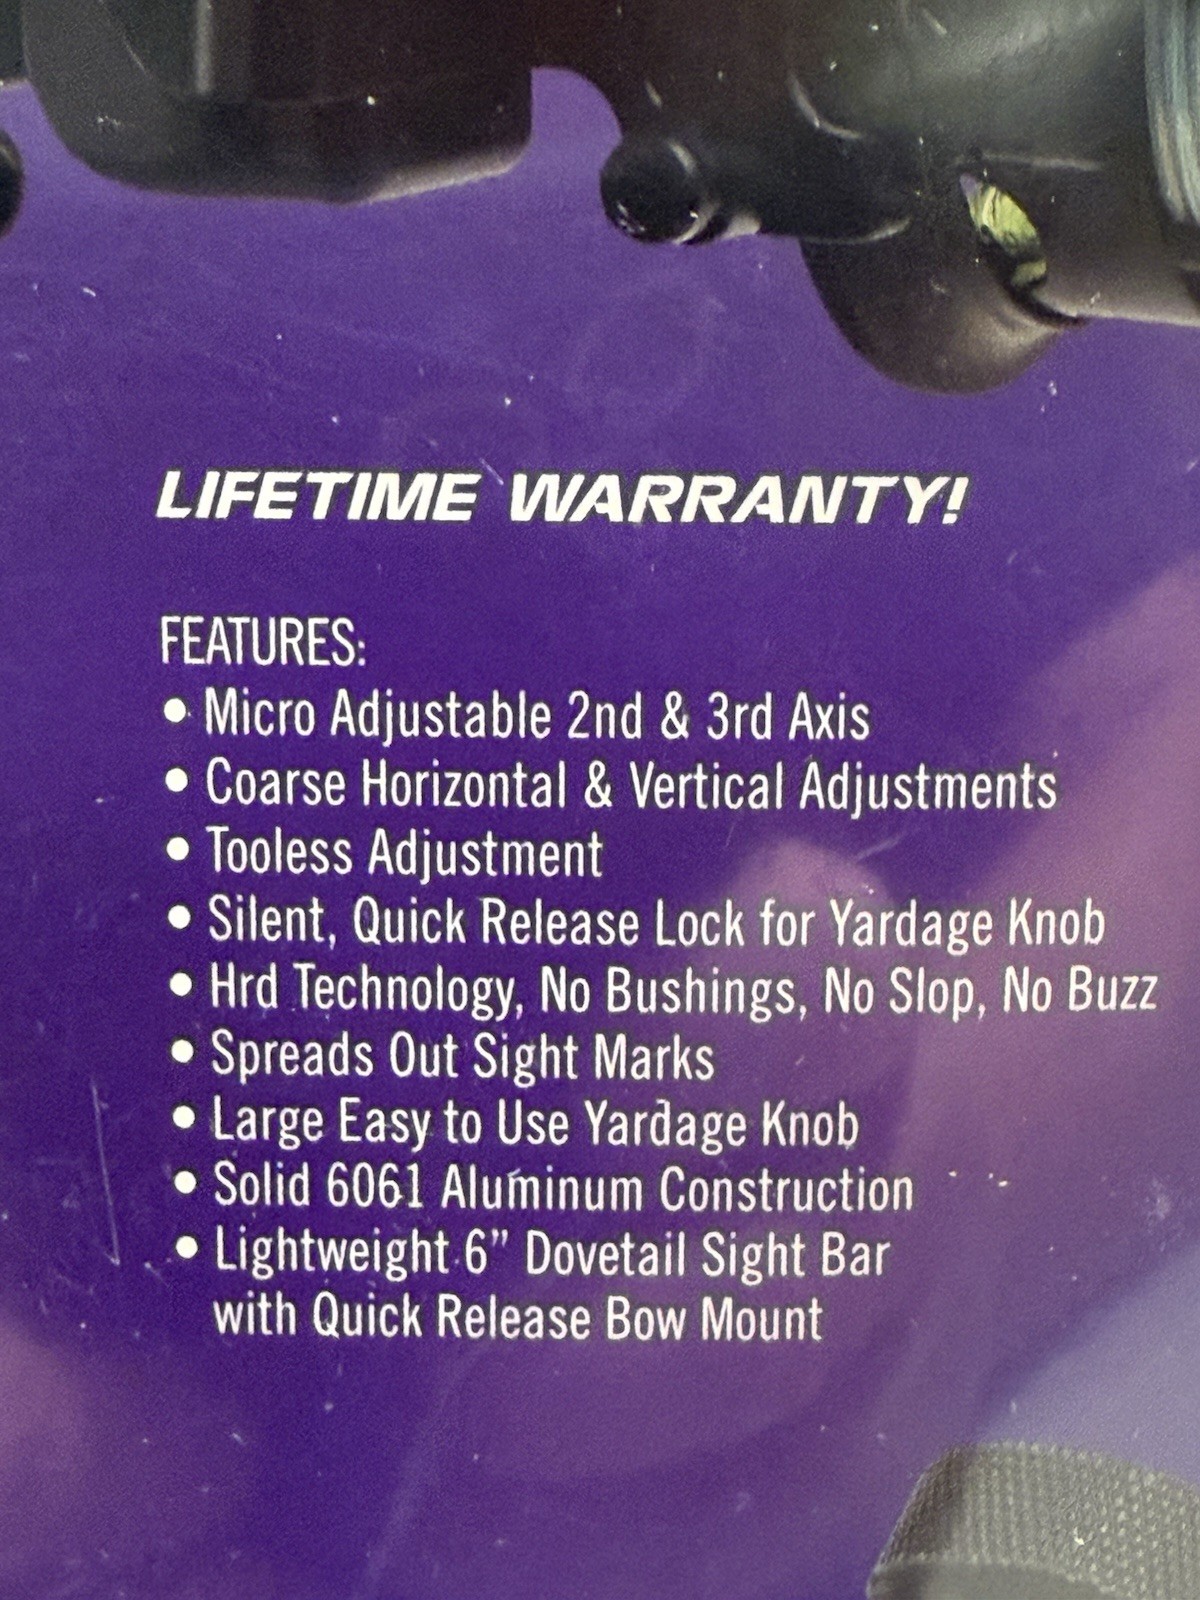 LIFETIME WARRANTY!
FEATURES:
• Micro Adjustable 2nd & 3rd Axis
• Coarse Horizontal & Vertical Adjustments
• Tooless Adjustment
• Silent, Quick Release Lock for Yardage Knob
• Hrd Technology, No Bushings, No Slop, No Buzz
• Spreads Out Sight Marks
• Large Easy to Use Yardage Knob
• Solid 6061 Aluminum Construction
• Lightweight 6” Dovetail Sight Bar
with Quick Release Bow Mount